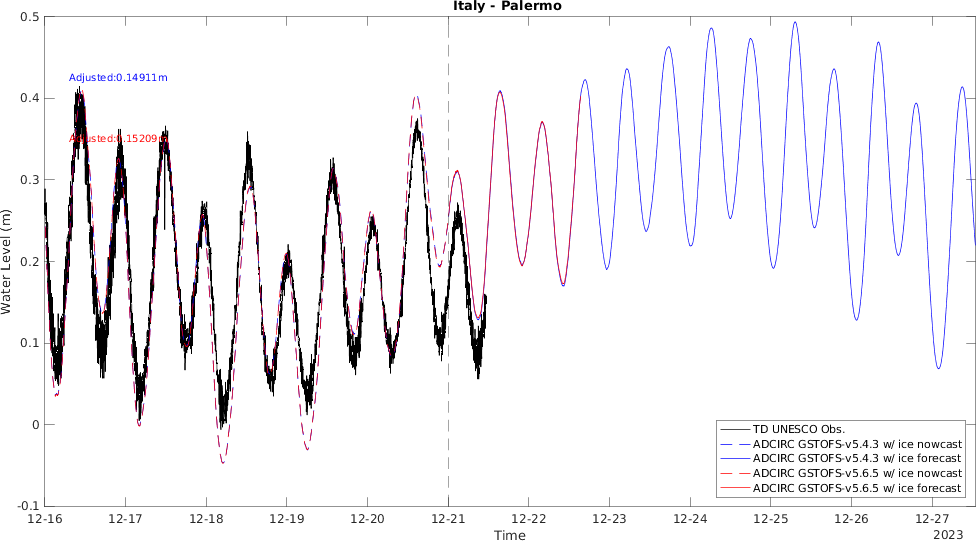 Italy - Palermo
Water Level (m)
0.5
0.4
0.3
0.2
0.1
0
-0.1
Adjusted:0.14911m
Adjusted:0.15209m
TD UNESCO Obs.
ADCIRC GSTOFS-v5.4.3 w/ ice nowcast
ADCIRC GSTOFS-v5.4.3 w/ ice forecast
ADCIRC GSTOFS-v5.6.5 w/ ice nowcast
ADCIRC GSTOFS-v5.6.5 w/ ice forecast
12-16 12-17 12-18 12-19 12-20 12-21 12-22 12-23 12-24 12-25 12-26 12-27
Time
2023